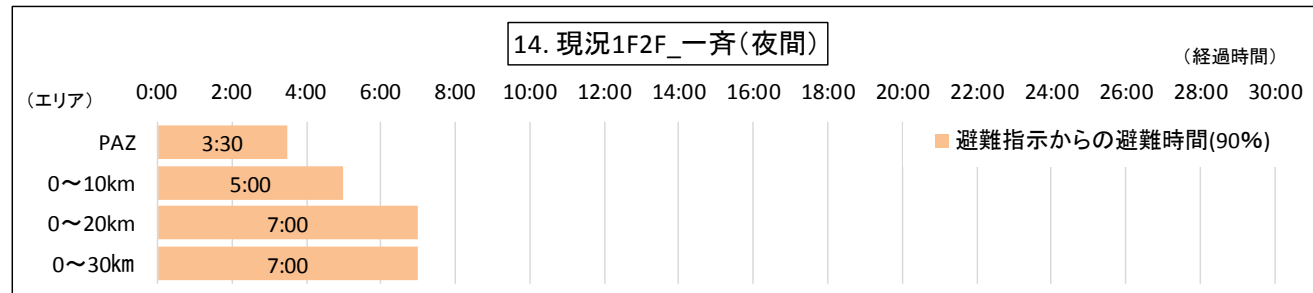 14. 現況1F2F_一斉（夜間）
（経過時間）
（エリア） 0:00 2:00 4:00 6:00 8:00 10:00 12:00 14:00 16:00 18:00 20:00 22:00 24:00 26:00 28:00 30:00
PAZ 3:30 避難指示からの避難時間(90%)
0～10km 5:00
0～20km 7:00
0～30㎞ 7:00